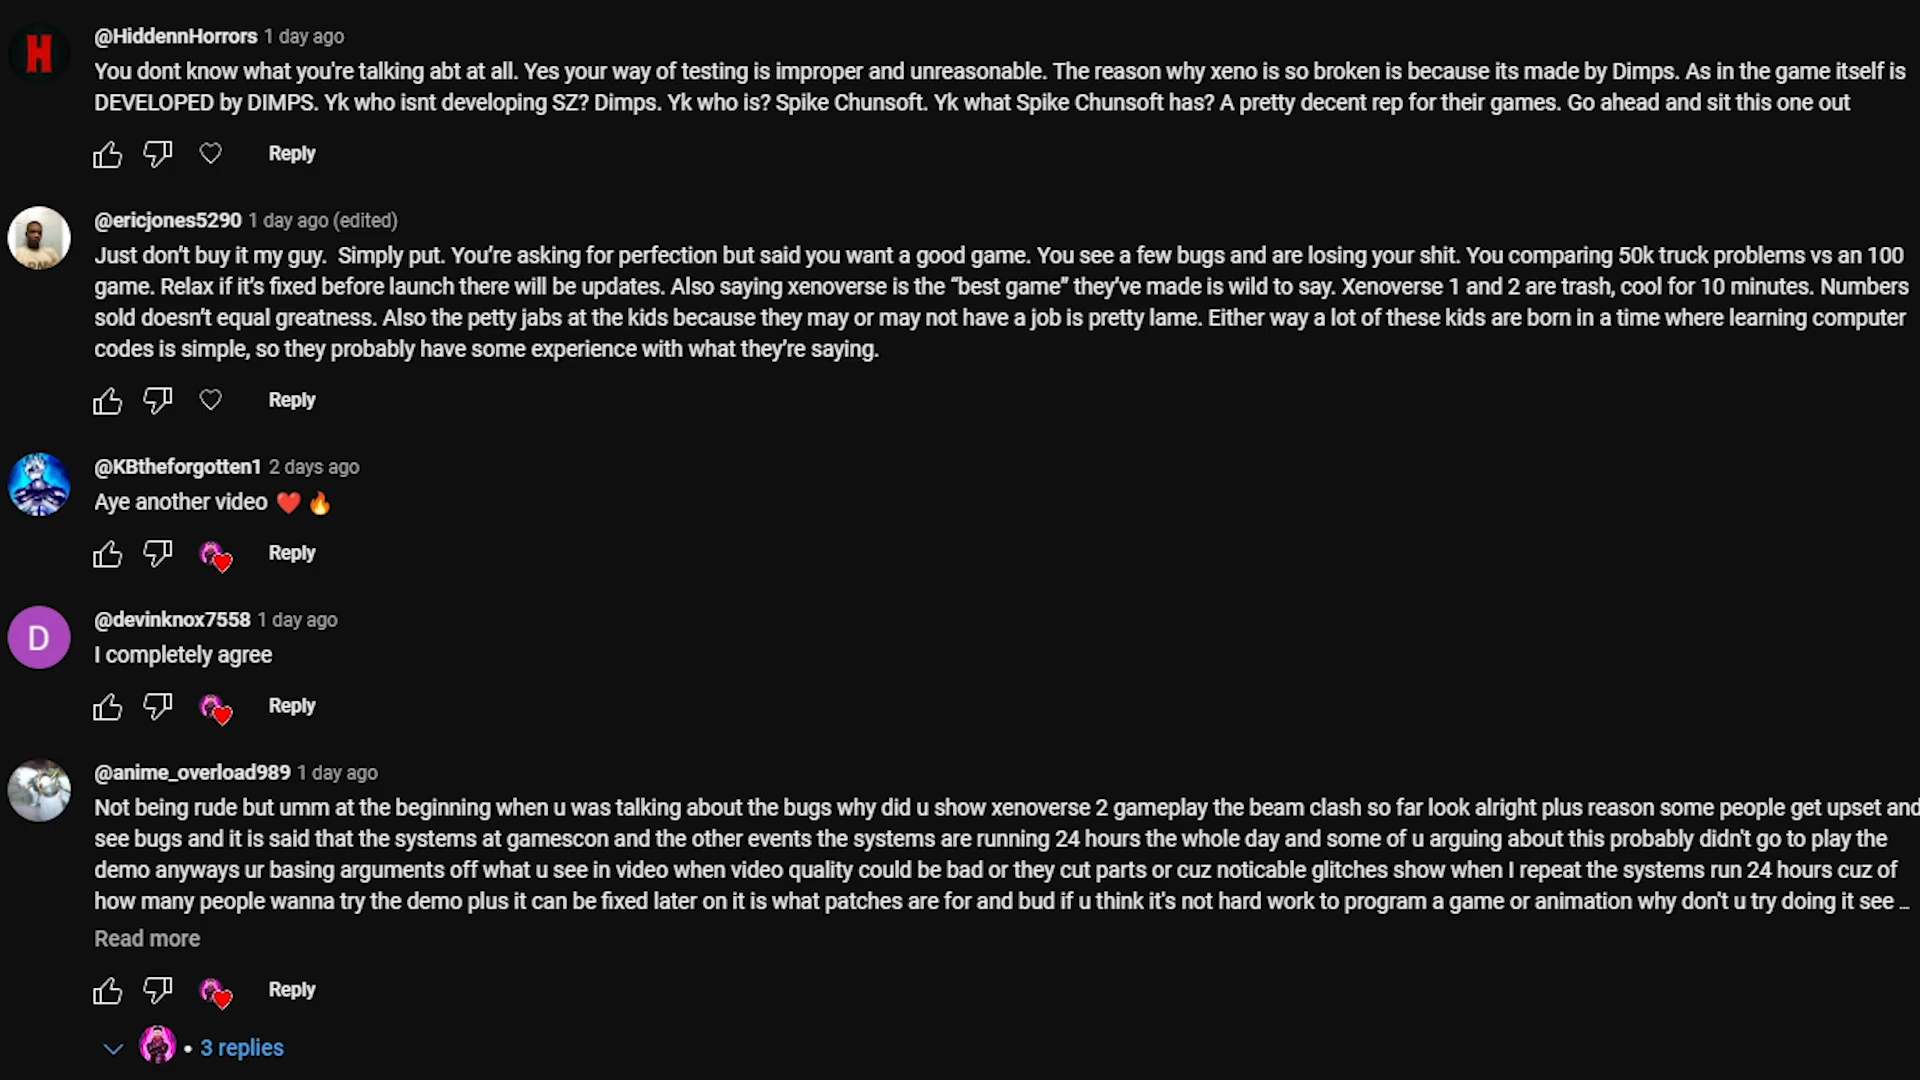 H
@HiddennHorrors 1 day ago
You dont know what you're talking abt at all. Yes your way of testing is improper and unreasonable. The reason why xeno is so broken is because its made by Dimps. As in the game itself is
DEVELOPED by DIMPS. Yk who isnt developing SZ? Dimps. Yk who is? Spike Chunsoft. Yk what Spike Chunsoft has? A pretty decent rep for their games. Go ahead and sit this one out
Reply
@ericjones5290 1 day ago (edited)
Just don’t buy it my guy.  Simply put. You’re asking for perfection but said you want a good game. You see a few bugs and are losing your shit. You comparing 50k truck problems vs an 100
game. Relax if it’s fixed before launch there will be updates. Also saying xenoverse is the “best game” they’ve made is wild to say. Xenoverse 1 and 2 are trash, cool for 10 minutes. Numbers
sold doesn’t equal greatness. Also the petty jabs at the kids because they may or may not have a job is pretty lame. Either way a lot of these kids are born in a time where learning computer
codes is simple, so they probably have some experience with what they’re saying.
Reply
@KBtheforgotten1 2 days ago
Aye another video ❤️ 🔥
Reply
D
@devinknox7558 1 day ago
I completely agree
Reply
@anime_overload989 1 day ago
Not being rude but umm at the beginning when u was talking about the bugs why did u show xenoverse 2 gameplay the beam clash so far look alright plus reason some people get upset and
see bugs and it is said that the systems at gamescon and the other events the systems are running 24 hours the whole day and some of u arguing about this probably didn't go to play the
demo anyways ur basing arguments off what u see in video when video quality could be bad or they cut parts or cuz noticable glitches show when I repeat the systems run 24 hours cuz of
how many people wanna try the demo plus it can be fixed later on it is what patches are for and bud if u think it's not hard work to program a game or animation why don't u try doing it see ...
Read more
Reply
• 3 replies